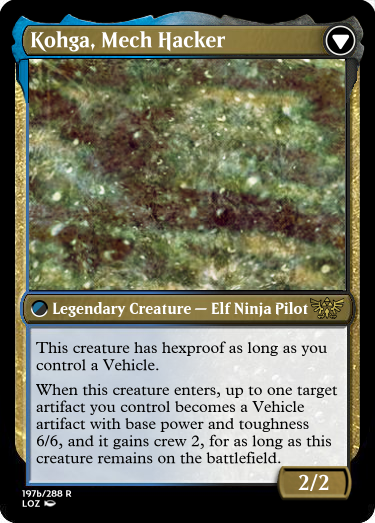 Kohga, Mech Hacker
Legendary Creature — Elf Ninja Pilot
This creature has hexproof as long as you
control a Vehicle.
When this creature enters, up to one target
artifact you control becomes a Vehicle
artifact with base power and toughness
6/6, and it gains crew 2, for as long as this
creature remains on the battlefield.
2/2
197b/288 R
LOZ